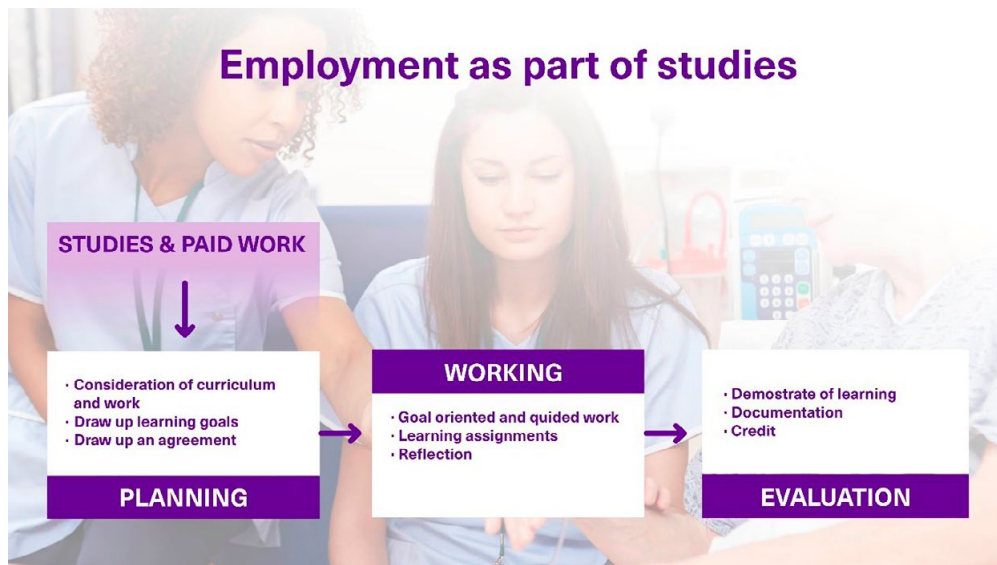 Employment as part of studies
STUDIES & PAID WORK
· Consideration of curriculum
and work
· Draw up learning goals
· Draw up an agreement
PLANNING
WORKING
· Goal oriented and quided work
· Learning assignments
· Reflection
· Demostrate of learning
· Documentation
· Credit
EVALUATION